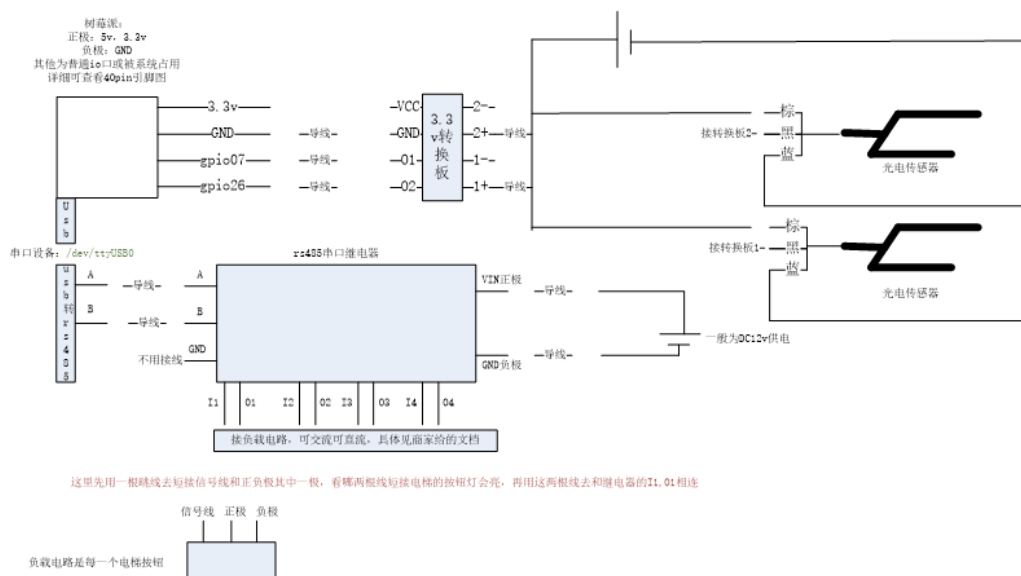 树莓派：
正极：5v，3.3v
负极：GND
其他为普通io口或被系统占用
详细可查看40pin引脚图
3.3v
GND
gpio07
gpio26
导线
导线
导线
VCC
GND
O1
O2
3.3v转换板
2-
2+
1-
1+
导线
导线
接转换板2-
棕
黑
蓝
光电传感器
接转换板1-
棕
黑
蓝
光电传感器
Usb
串口设备：/dev/ttyUSB0
usb转rs485
A
B
导线
导线
A
B
GND
不用接线
rs485串口继电器
VIN正极
GND负极
导线
导线
一般为DC12v供电
I1
O1
I2
O2
I3
O3
I4
O4
接负载电路，可交流可直流，具体见商家给的文档
这里先用一根跳线去短接信号线和正负极其中一极，看哪两根线短接电梯的按钮灯会亮，再用这两根线去和继电器的I1,O1相连
信号线
正极
负极
负载电路是每一个电梯按钮